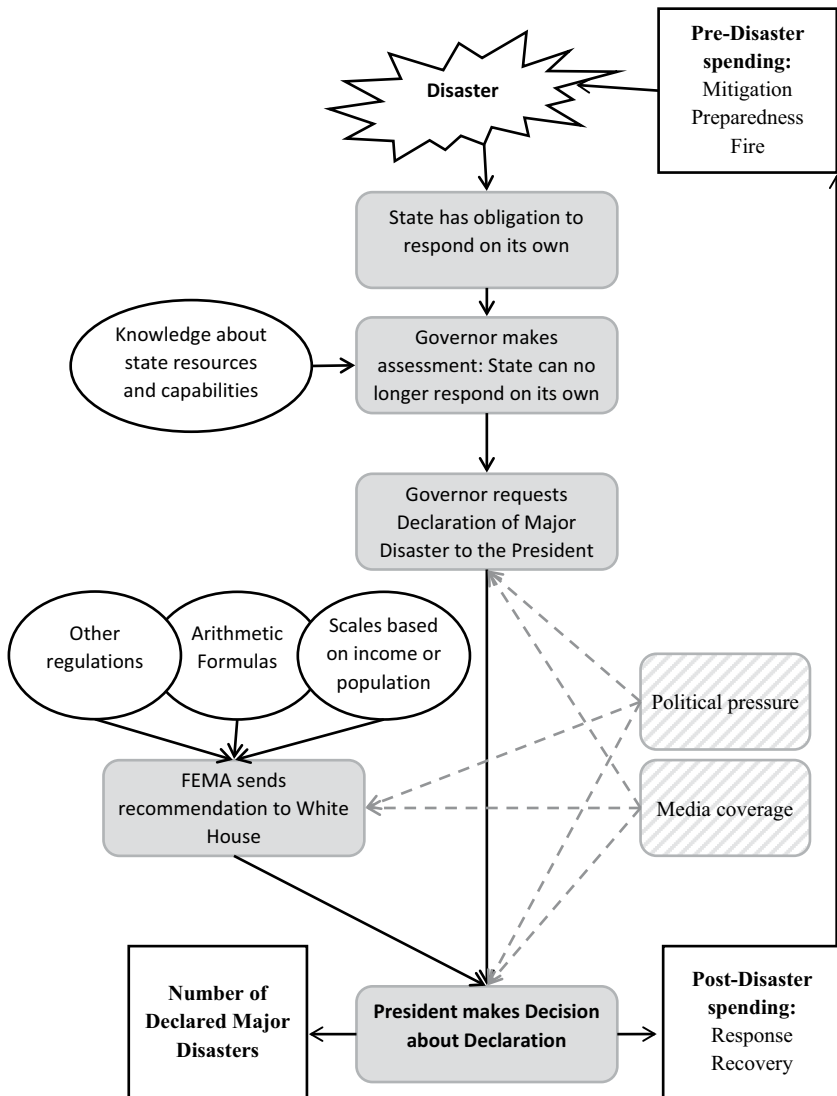 Pre-Disaster
spending:
Mitigation
Preparedness
Fire
Disaster
State has obligation to
respond on its own
Knowledge about
state resources
and capabilities
Governor makes
assessment: State can no
longer respond on its own
Governor requests
Declaration of Major
Disaster to the President
Other
regulations
Arithmetic
Formulas
Scales based
on income or
population
Political pressure
FEMA sends
recommendation to White
House
Media coverage
Number of
Declared Major
Disasters
President makes Decision
about Declaration
Post-Disaster
spending:
Response
Recovery